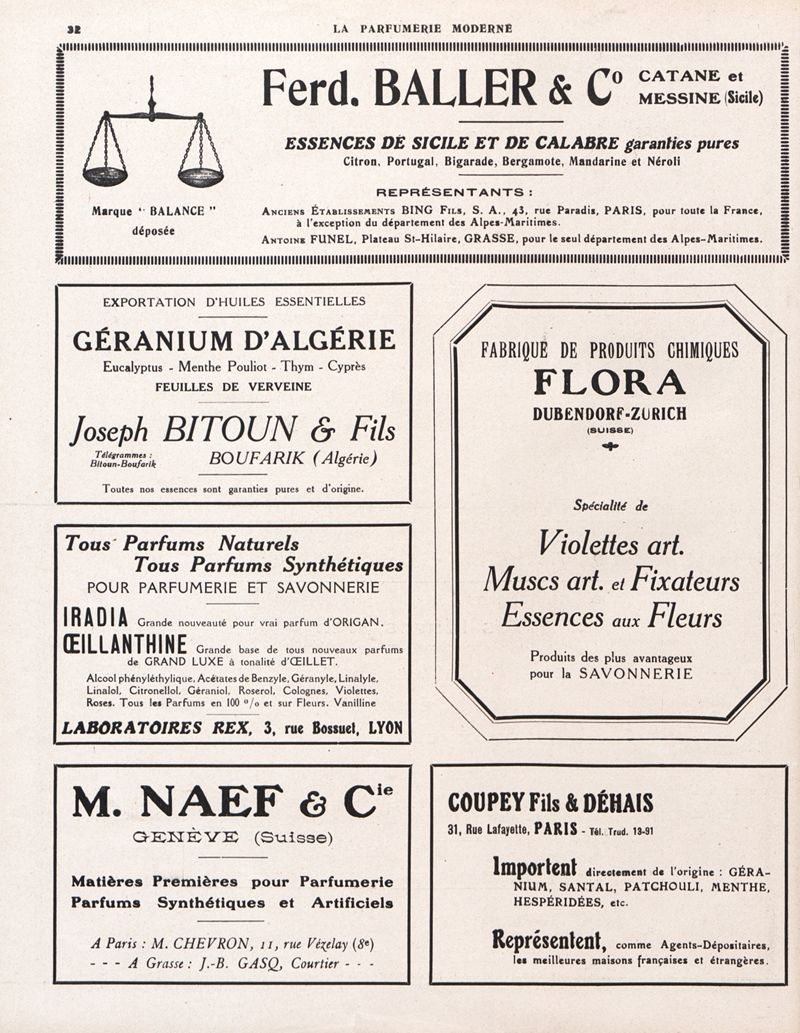 32
LA PARFUMERIE MODERNE
Ferd. BALLER & Cº CATANE et
MESSINE (Sicile)
ESSENCES DE SICILE ET DE CALABRE garanties pures
Citron, Portugal, Bigarade, Bergamote, Mandarine et Néroli
REPRÉSENTANTS :
Marque “ BALANCE ”
déposée
ANCIENS ÉTABLISSEMENTS BING FILS, S. A., 43, rue Paradis, PARIS, pour toute la France,
à l'exception du département des Alpes-Maritimes.
ANTOINE FUNEL, Plateau St-Hilaire, GRASSE, pour le seul département des Alpes-Maritimes.
EXPORTATION D'HUILES ESSENTIELLES
GÉRANIUM D'ALGÉRIE
Eucalyptus - Menthe Pouliot - Thym - Cyprès
FEUILLES DE VERVEINE
Joseph BITOUN & Fils
Télégrammes :
Bitoun-Boufarik
BOUFARIK (Algérie)
Toutes nos essences sont garanties pures et d'origine.
FABRIQUE DE PRODUITS CHIMIQUES
FLORA
DUBENDORF-ZURICH
(SUISSE)
Spécialité de
Violettes art.
Muscs art. et Fixateurs
Essences aux Fleurs
Produits des plus avantageux
pour la SAVONNERIE
Tous Parfums Naturels
Tous Parfums Synthétiques
POUR PARFUMERIE ET SAVONNERIE
IRADIA Grande nouveauté pour vrai parfum d'ORIGAN.
ŒILLANTHINE Grande base de tous nouveaux parfums
de GRAND LUXE à tonalité d'ŒILLET.
Alcool phényléthylique, Acétates de Benzyle, Géranyle, Linalyle,
Linalol, Citronellol, Géraniol, Roserol, Colognes, Violettes,
Roses. Tous les Parfums en 100 % et sur Fleurs. Vanilline
LABORATOIRES REX, 3, rue Bossuet, LYON
M. NAEF & Cie
GENÈVE (Suisse)
Matières Premières pour Parfumerie
Parfums Synthétiques et Artificiels
A Paris : M. CHEVRON, 11, rue Vézelay (8e)
- - - A Grasse : J.-B. GASQ, Courtier - - -
COUPEY Fils & DÉHAIS
31, Rue Lafayette, PARIS - Tél. Trud. 13-91
Importent directement de l'origine : GÉRA-
NIUM, SANTAL, PATCHOULI, MENTHE,
HESPÉRIDÉES, etc.
Représentent, comme Agents-Dépositaires,
les meilleures maisons françaises et étrangères.